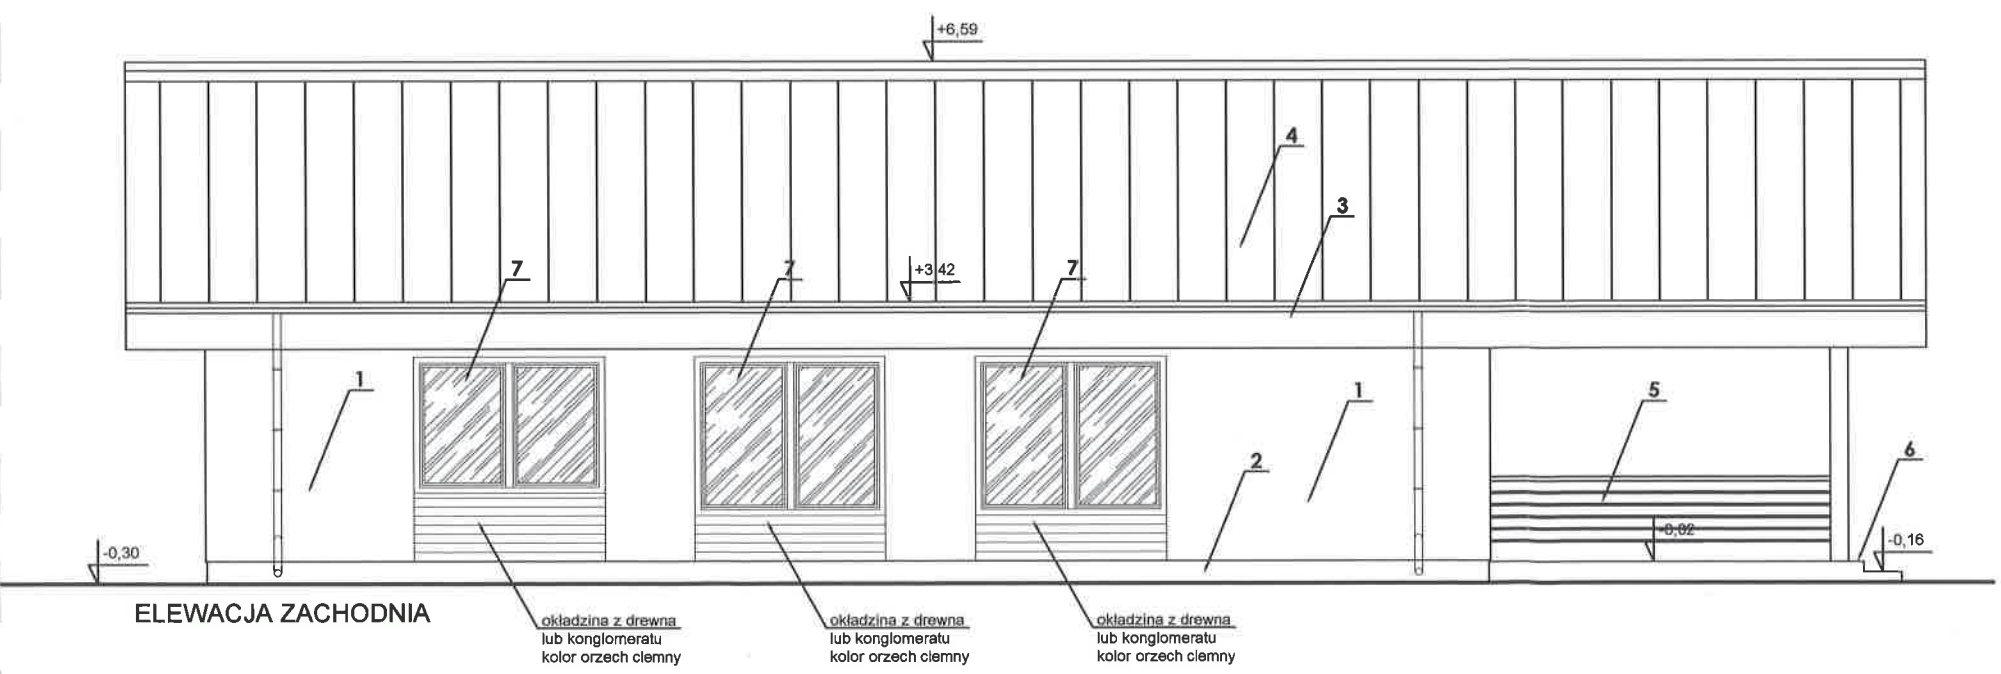 +6,59
4
3
7
7
+3,42
7
1
1
5
2
6
-0,30
-0,02
-0,16
ELEWACJA ZACHODNIA
okładzina z drewna
lub konglomeratu
kolor orzech ciemny
okładzina z drewna
lub konglomeratu
kolor orzech ciemny
okładzina z drewna
lub konglomeratu
kolor orzech ciemny